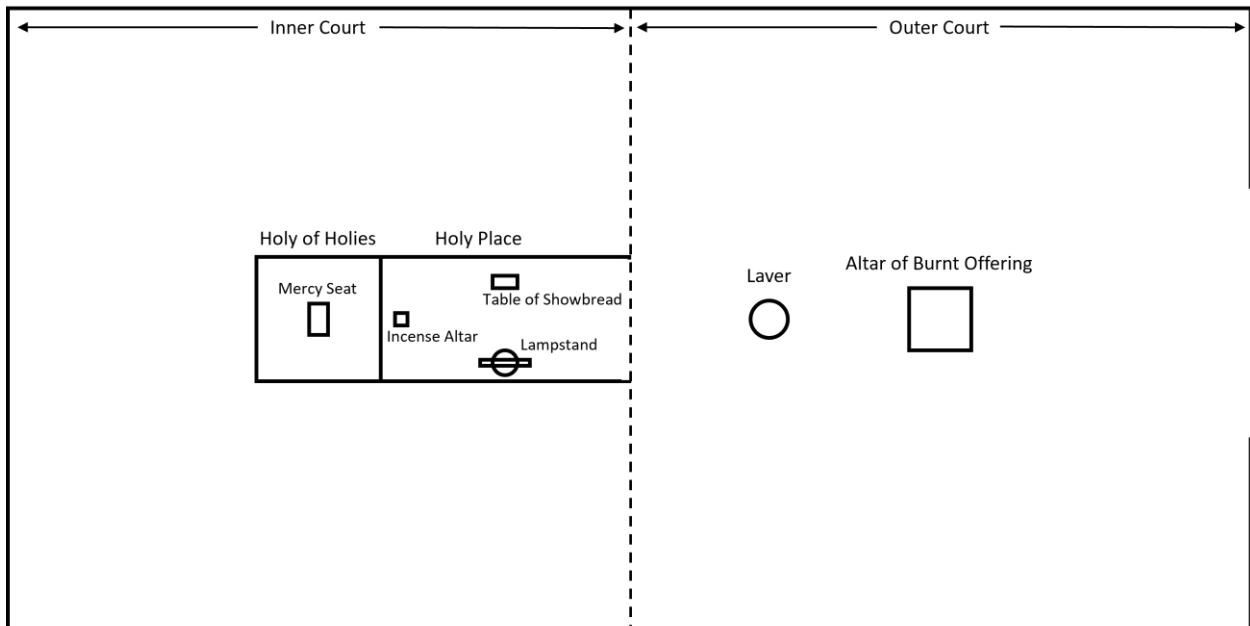 Inner Court
Outer Court
Holy of Holies
Holy Place
Mercy Seat
Table of Showbread
Incense Altar
Lampstand
Laver
Altar of Burnt Offering